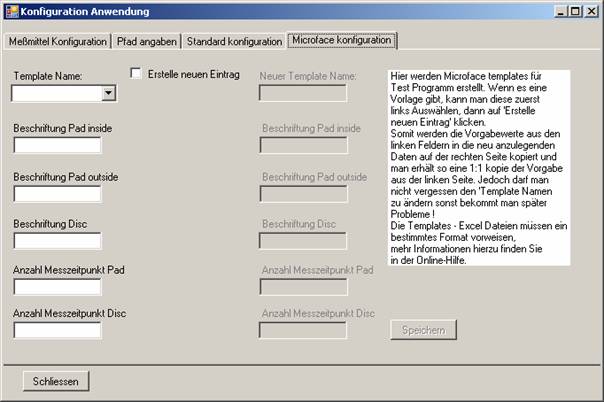 Konfiguration Anwendung
Meßmittel Konfiguration
Pfad angaben
Standard konfiguration
Microface konfiguration
Template Name:
Erstelle neuen Eintrag
Neuer Template Name:
Beschriftung Pad inside
Beschriftung Pad inside
Beschriftung Pad outside
Beschriftung Pad outside
Beschriftung Disc
Beschriftung Disc
Anzahl Messzeitpunkt Pad
Anzahl Messzeitpunkt Pad
Anzahl Messzeitpunkt Disc
Anzahl Messzeitpunkt Disc
Hier werden Microface templates für
Test Programm erstellt. Wenn es eine
Vorlage gibt, kann man diese zuerst
links Auswählen, dann auf 'Erstelle
neuen Eintrag' klicken.
Somit werden die Vorgabewerte aus den
linken Feldern in die neu anzulegenden
Daten auf der rechten Seite kopiert und
man erhält so eine 1:1 kopie der Vorgabe
aus der linken Seite. Jedoch darf man
nicht vergessen den 'Template Namen
zu ändern sonst bekommt man später
Probleme !
Die Templates - Excel Dateien müssen ein
bestimmtes Format vorweisen,
mehr Informationen hierzu finden Sie
in der Online-Hilfe.
Speichern
Schliessen